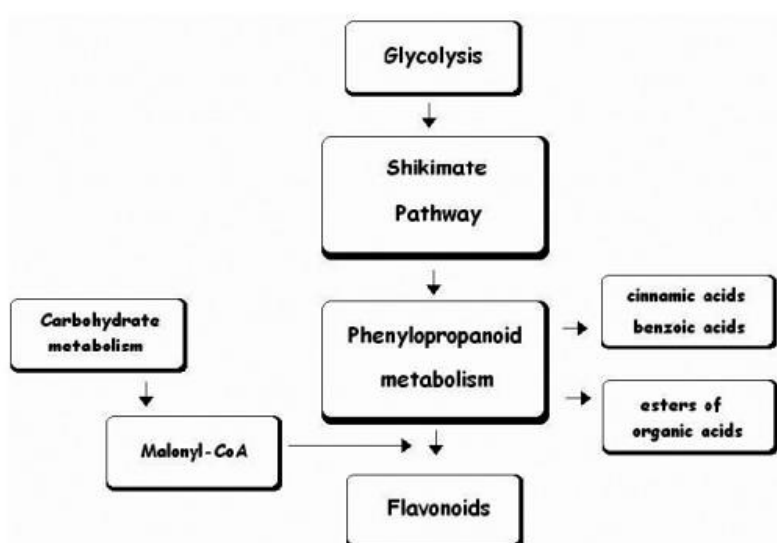 Glycolysis
Shikimate
Pathway
Carbohydrate
metabolism
Phenylopropanoid
metabolism
cinnamic acids
benzoic acids
esters of
organic acids
Malonyl-CoA
Flavonoids